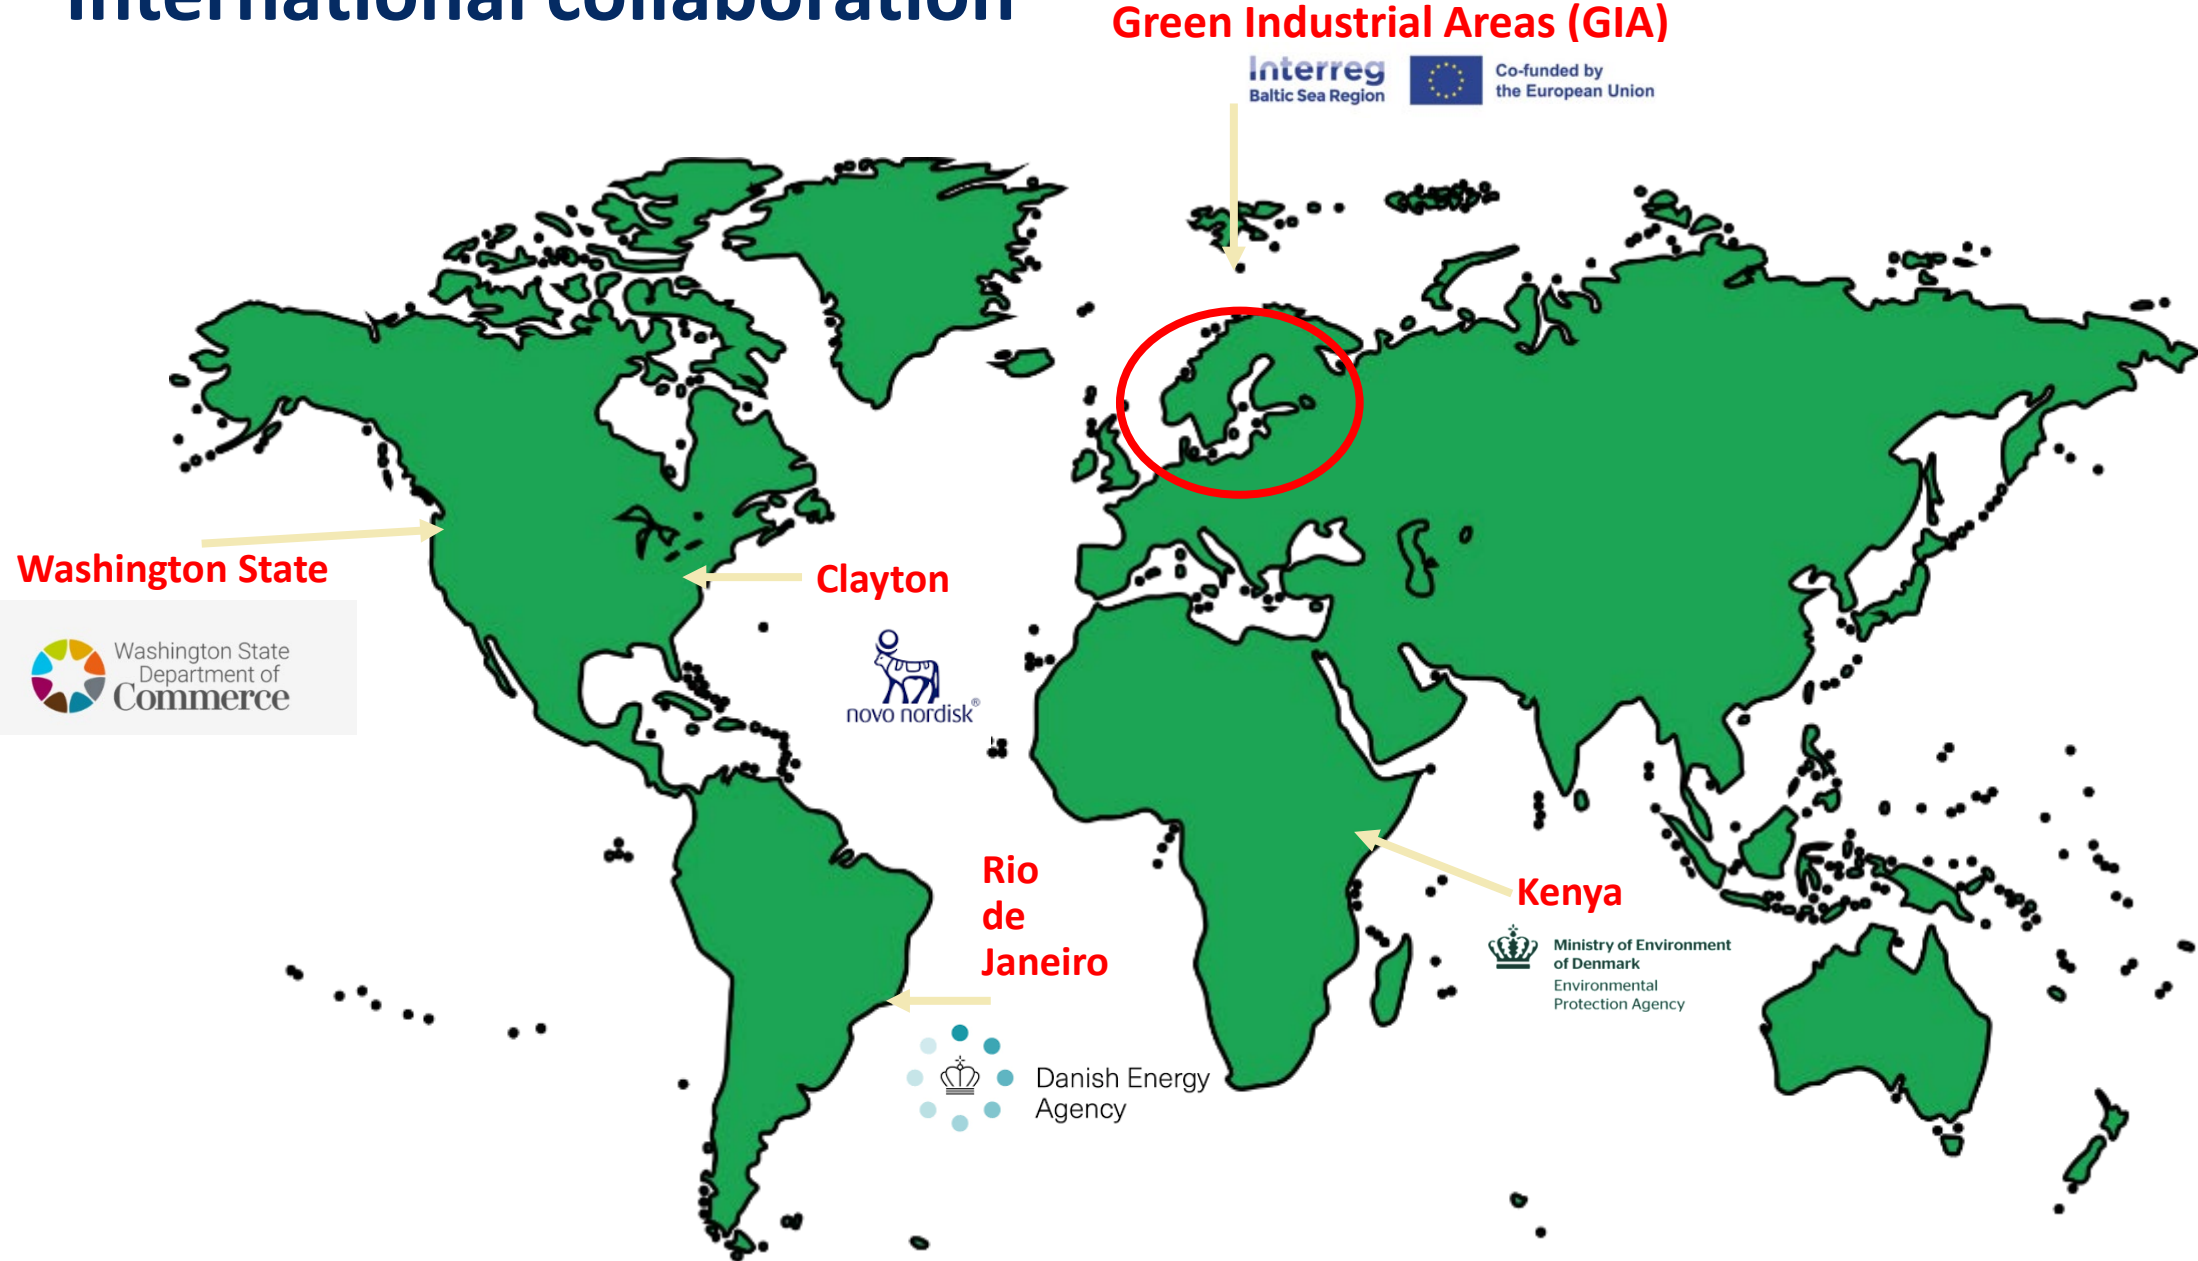 International collaboration
Green Industrial Areas (GIA)
Interreg
Baltic Sea Region
Co-funded by
the European Union
Washington State
Washington State
Department of
Commerce
Clayton
novo nordisk®
Rio
de
Janeiro
Danish Energy
Agency
Kenya
Ministry of Environment
of Denmark
Environmental
Protection Agency